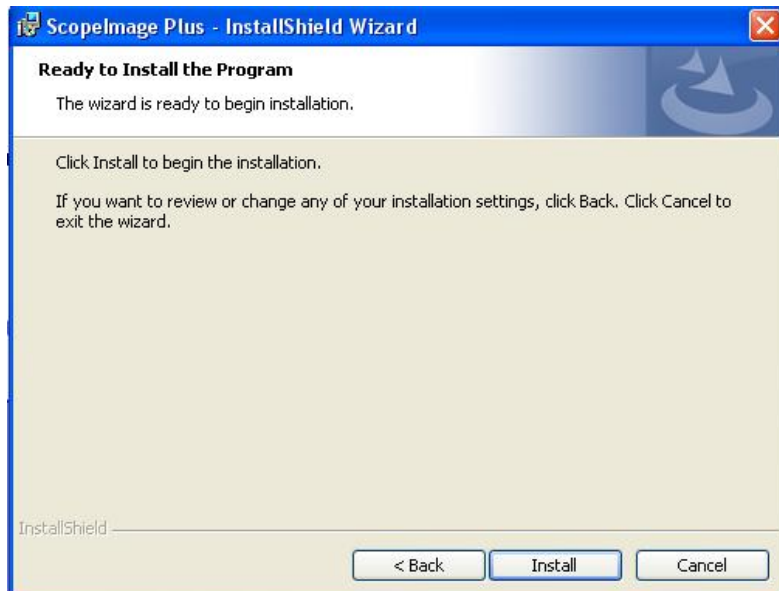 ScopeImage Plus - InstallShield Wizard
Ready to Install the Program
The wizard is ready to begin installation.
Click Install to begin the installation.
If you want to review or change any of your installation settings, click Back. Click Cancel to
exit the wizard.
InstallShield
< Back Install Cancel